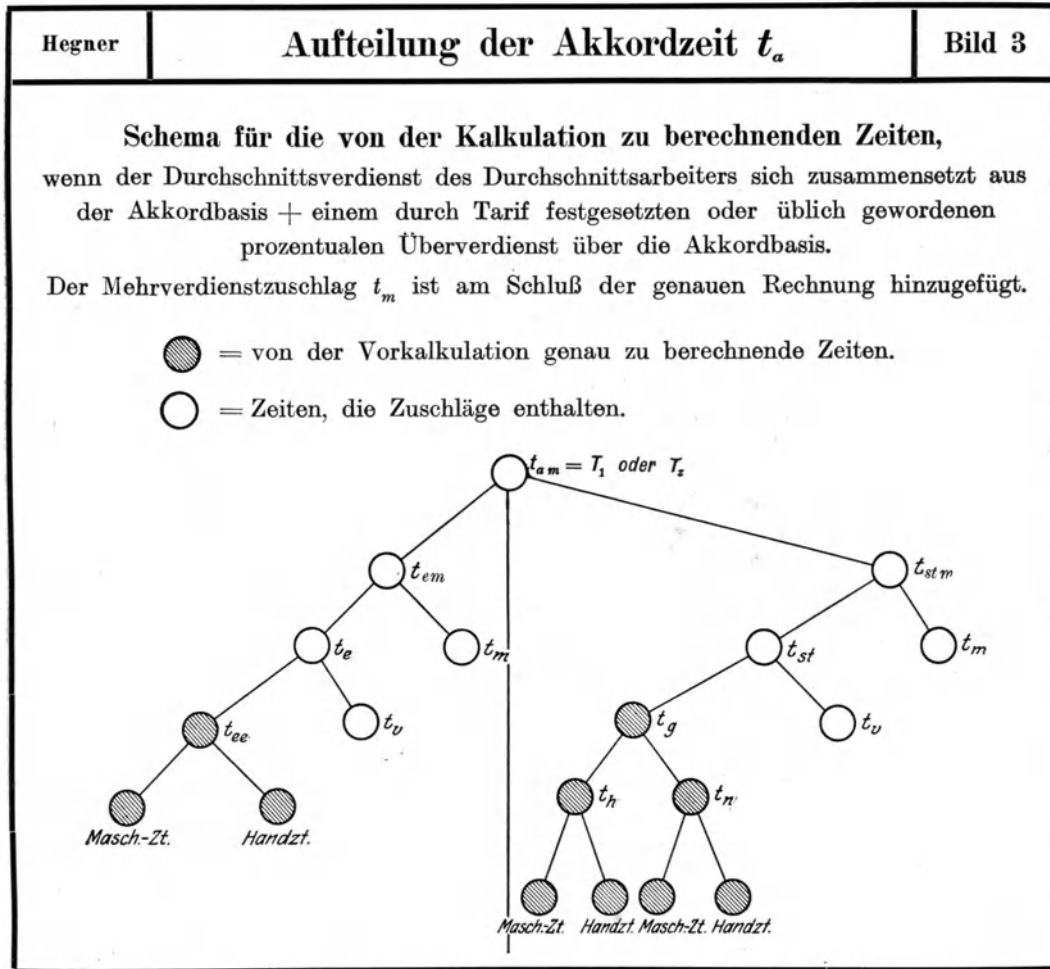 Hegner
Aufteilung der Akkordzeit tₐ
Bild 3
Schema für die von der Kalkulation zu berechnenden Zeiten,
wenn der Durchschnittsverdienst des Durchschnittsarbeiters sich zusammensetzt aus
der Akkordbasis + einem durch Tarif festgesetzten oder üblich gewordenen
prozentualen Überverdienst über die Akkordbasis.
Der Mehrverdienstzuschlag t_m ist am Schluß der genauen Rechnung hinzugefügt.
= von der Vorkalkulation genau zu berechnende Zeiten.
= Zeiten, die Zuschläge enthalten.
t_am = T_1 oder T_z
t_em
t_stm
t_e
t_m
t_st
t_m
t_ee
t_v
t_g
t_v
t_h
t_n
Masch.-Zt.
Handzt.
Masch.-Zt.
Handzt.
Masch.-Zt.
Handzt.